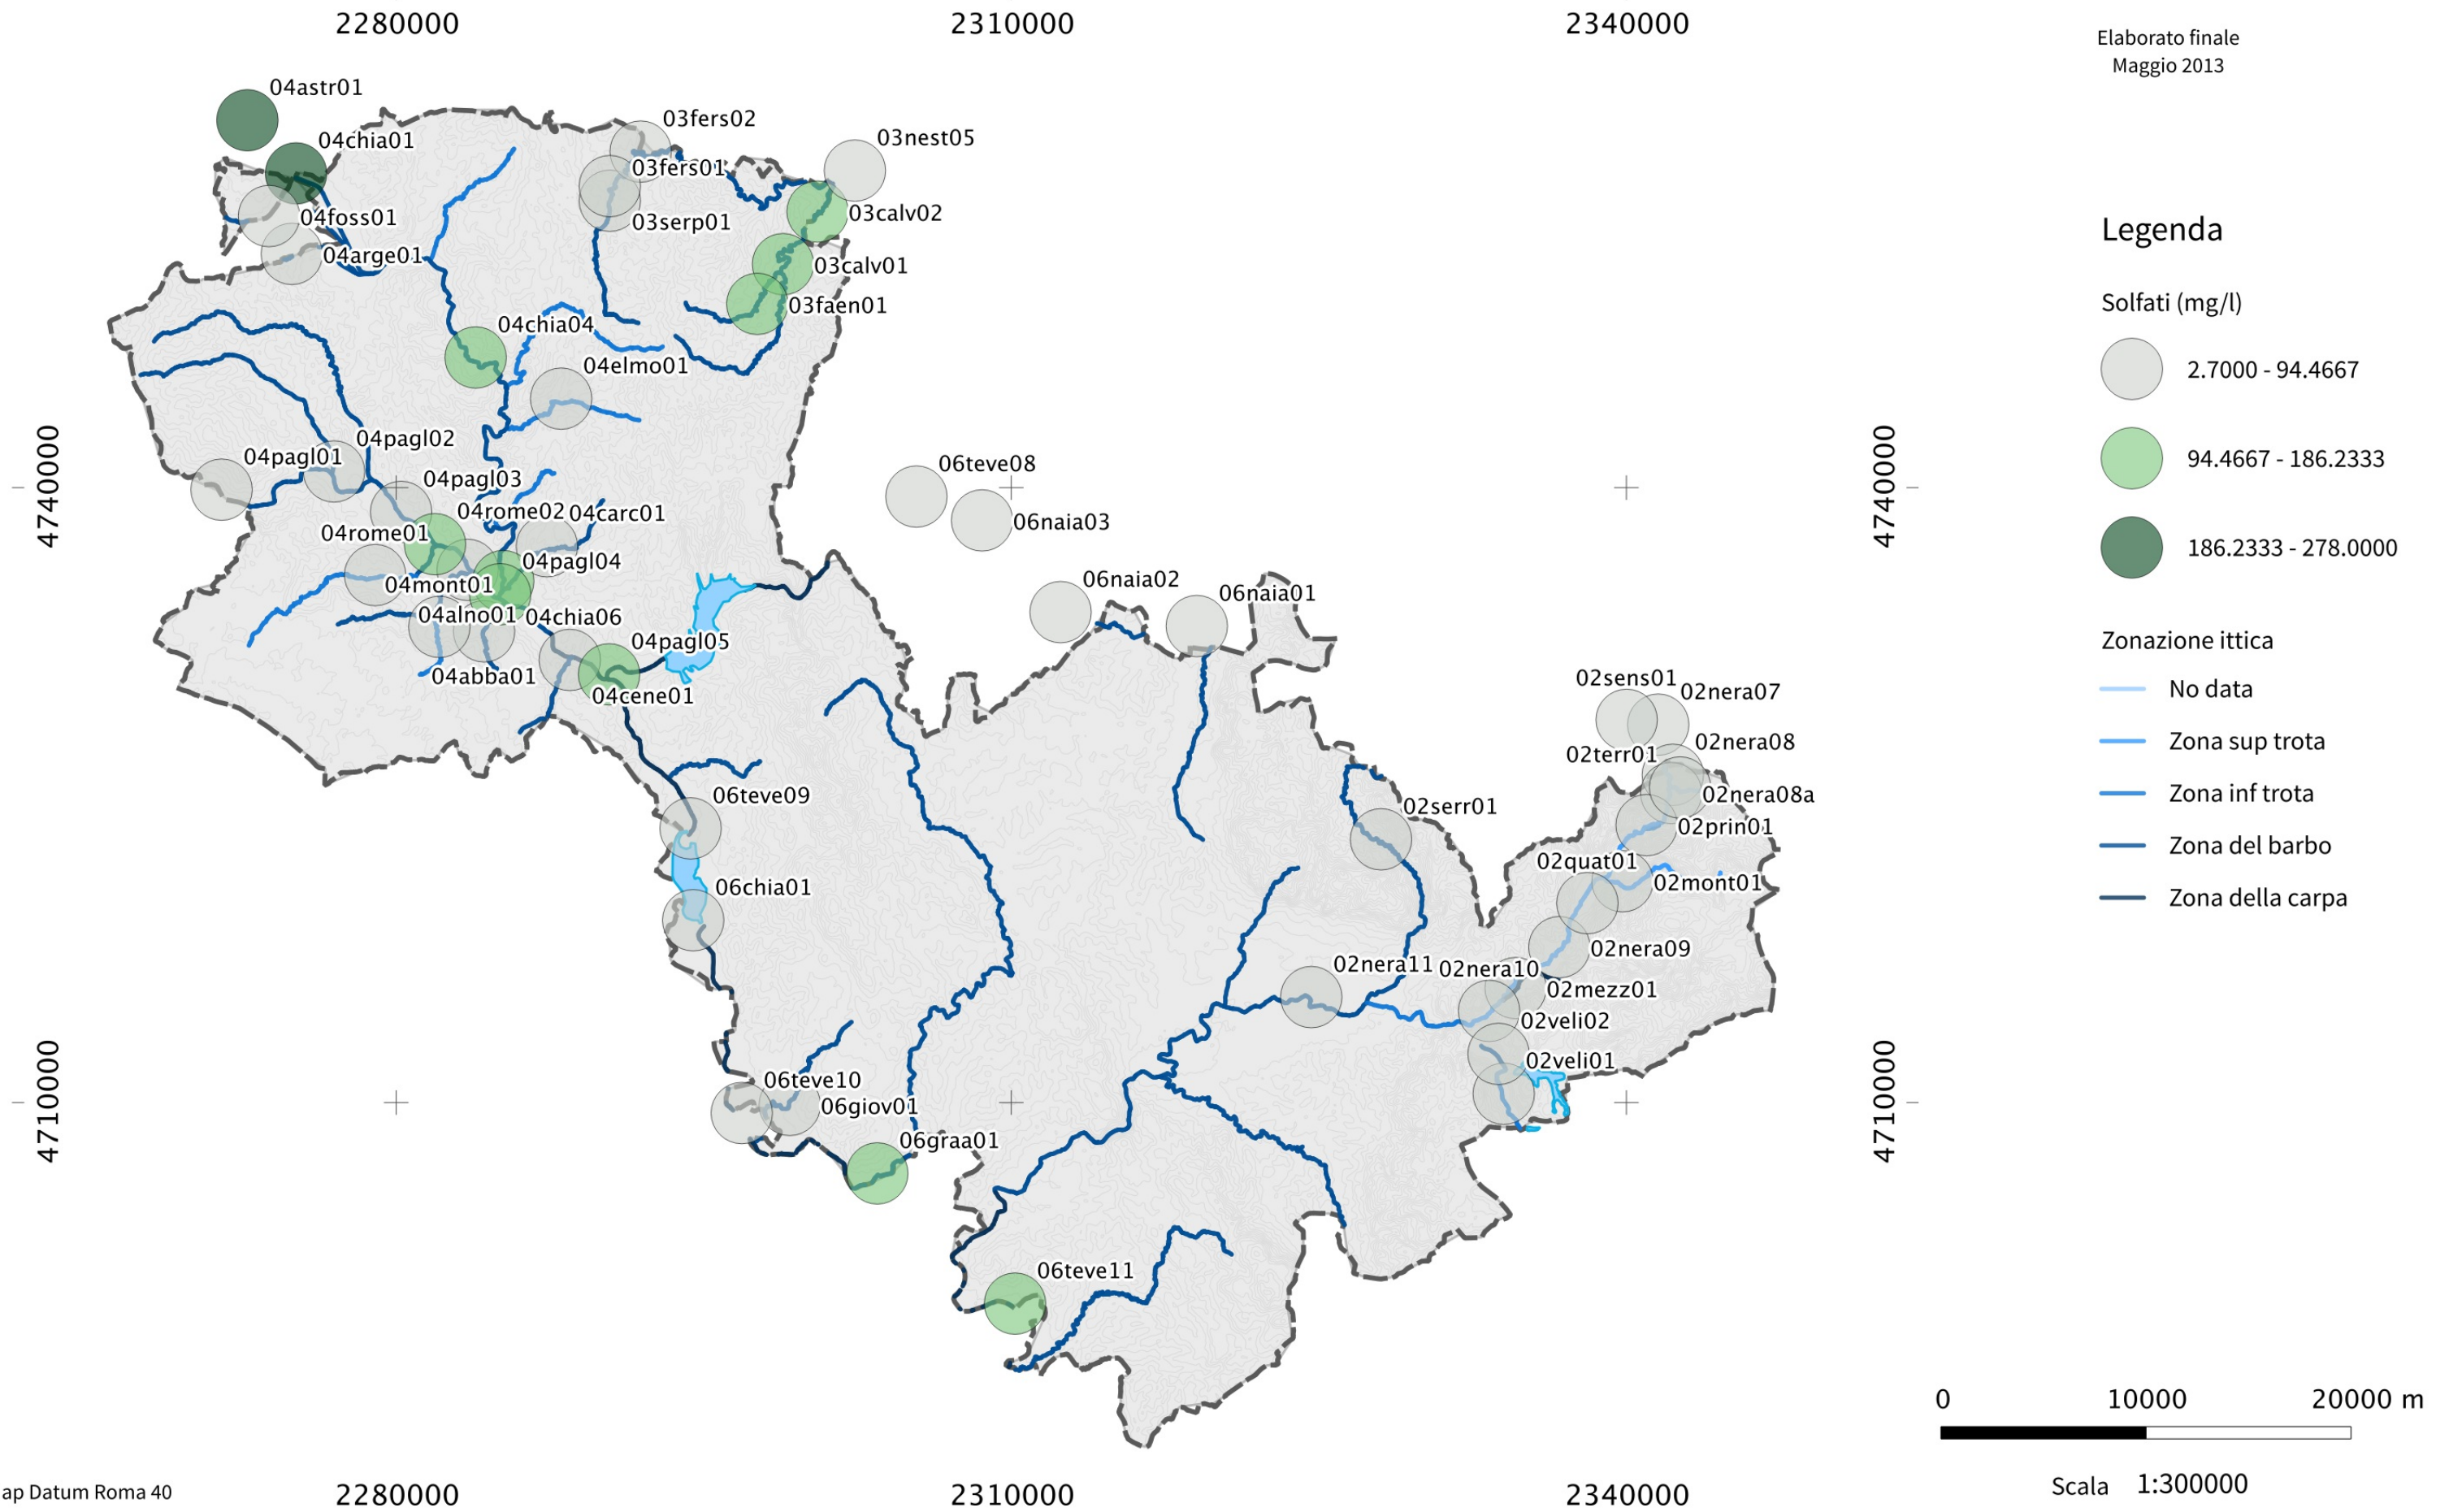 2280000
2310000
2340000
Elaborato finale
Maggio 2013
04astr01
04chia01
03fers02
03nest05
03fers01
04foss01
03serp01
03calv02
04arge01
03calv01
03faen01
04chia04
04elmo01
04pagl02
04pagl01
04pagl03
06teve08
04rome02
04carc01
06naia03
04rome01
04pagl04
04mont01
06naia02
06naia01
04alno01
04chia06
04pagl05
04abba01
04cene01
02sens01
02nera07
02nera08
02terr01
06teve09
02nera08a
02serr01
02prin01
02quat01
06chia01
02mont01
02nera09
02nera11
02nera10
02mezz01
02veli02
02veli01
06teve10
06giov01
06graa01
06teve11
4740000
4710000
4740000
4710000
Legenda
Solfati (mg/l)
2.7000 - 94.4667
94.4667 - 186.2333
186.2333 - 278.0000
Zonazione ittica
No data
Zona sup trota
Zona inf trota
Zona del barbo
Zona della carpa
0 10000 20000 m
Scala 1:300000
ap Datum Roma 40
2280000
2310000
2340000